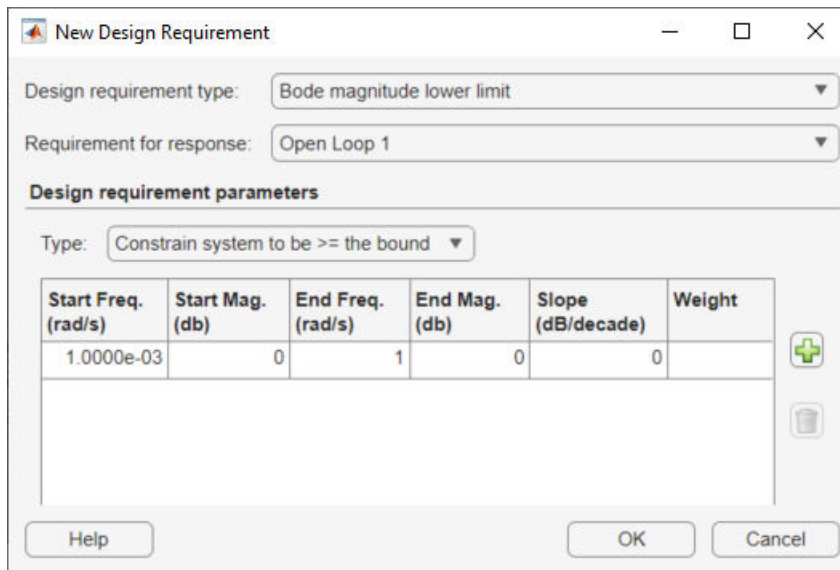 New Design Requirement
Design requirement type: Bode magnitude lower limit
Requirement for response: Open Loop 1
Design requirement parameters
Type: Constrain system to be >= the bound
Start Freq. Start Mag. End Freq. End Mag. Slope Weight
(rad/s) (db) (rad/s) (db) (dB/decade)
1.0000e-03 0 1 0 0
Help OK Cancel